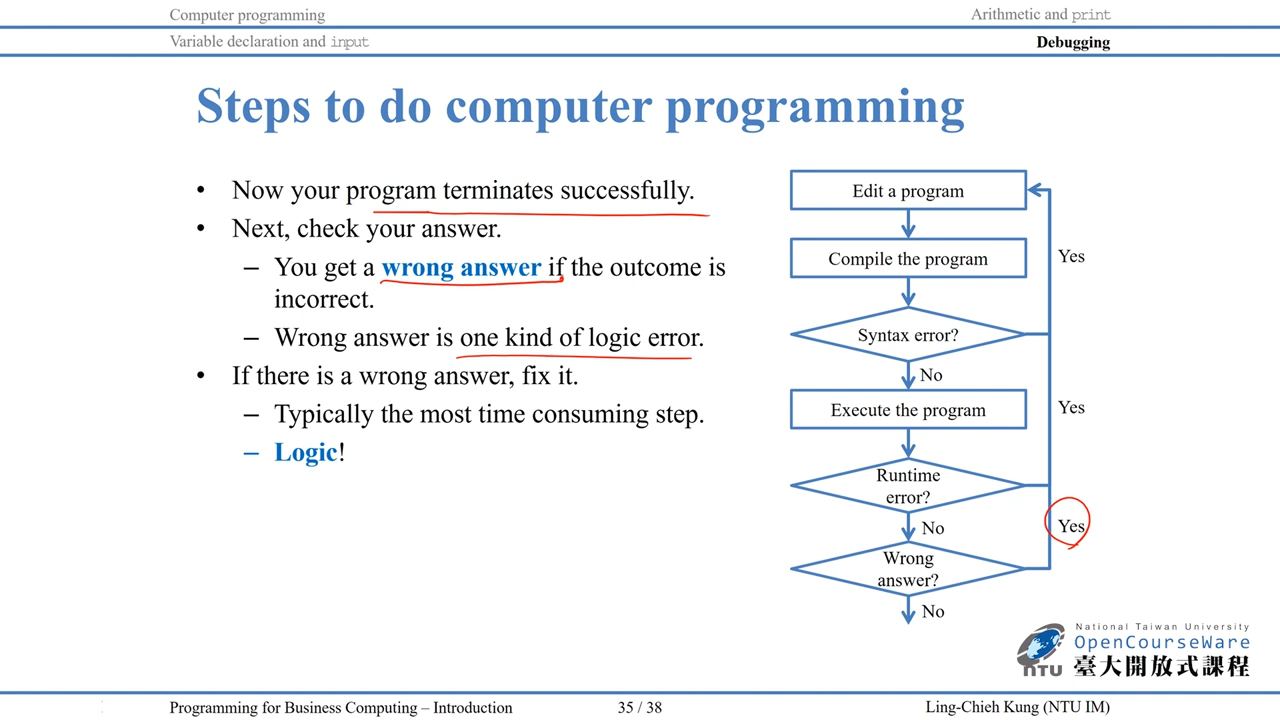 Computer programming
Arithmetic and print
Variable declaration and input
Debugging
Steps to do computer programming
• Now your program terminates successfully.
• Next, check your answer.
– You get a wrong answer if the outcome is
incorrect.
– Wrong answer is one kind of logic error.
• If there is a wrong answer, fix it.
– Typically the most time consuming step.
– Logic!
Edit a program
Compile the program
Yes
Syntax error?
No
Execute the program
Yes
Runtime
error?
No
Yes
Wrong
answer?
No
National Taiwan University
OpenCourseWare
NTU 臺大開放式課程
Programming for Business Computing – Introduction
35 / 38
Ling-Chieh Kung (NTU IM)